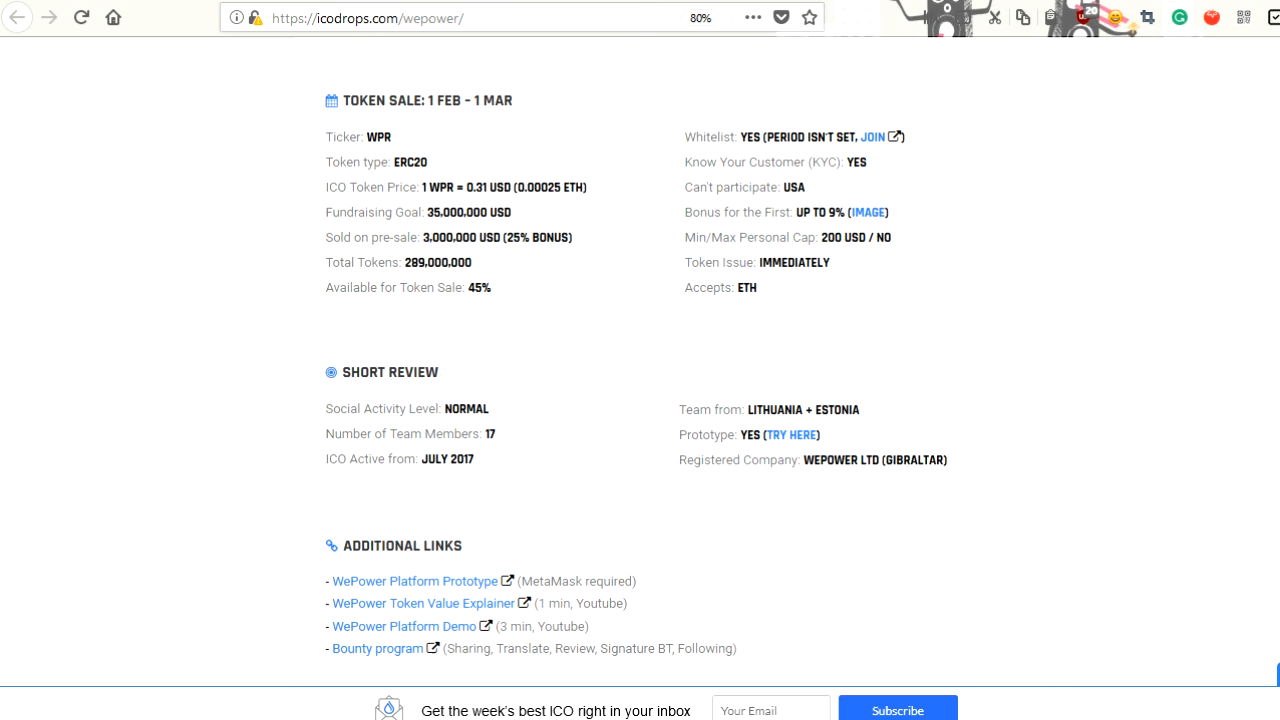 https://icodrops.com/wepower/
80%
20
TOKEN SALE: 1 FEB – 1 MAR
Ticker: WPR
Token type: ERC20
ICO Token Price: 1 WPR = 0.31 USD (0.00025 ETH)
Fundraising Goal: 35,000,000 USD
Sold on pre-sale: 3,000,000 USD (25% BONUS)
Total Tokens: 289,000,000
Available for Token Sale: 45%
Whitelist: YES (PERIOD ISN'T SET, JOIN )
Know Your Customer (KYC): YES
Can't participate: USA
Bonus for the First: UP TO 9% (IMAGE)
Min/Max Personal Cap: 200 USD / NO
Token Issue: IMMEDIATELY
Accepts: ETH
SHORT REVIEW
Social Activity Level: NORMAL
Number of Team Members: 17
ICO Active from: JULY 2017
Team from: LITHUANIA + ESTONIA
Prototype: YES (TRY HERE)
Registered Company: WEPOWER LTD (GIBRALTAR)
ADDITIONAL LINKS
- WePower Platform Prototype (MetaMask required)
- WePower Token Value Explainer (1 min, Youtube)
- WePower Platform Demo (3 min, Youtube)
- Bounty program (Sharing, Translate, Review, Signature BT, Following)
Get the week's best ICO right in your inbox
Your Email
Subscribe